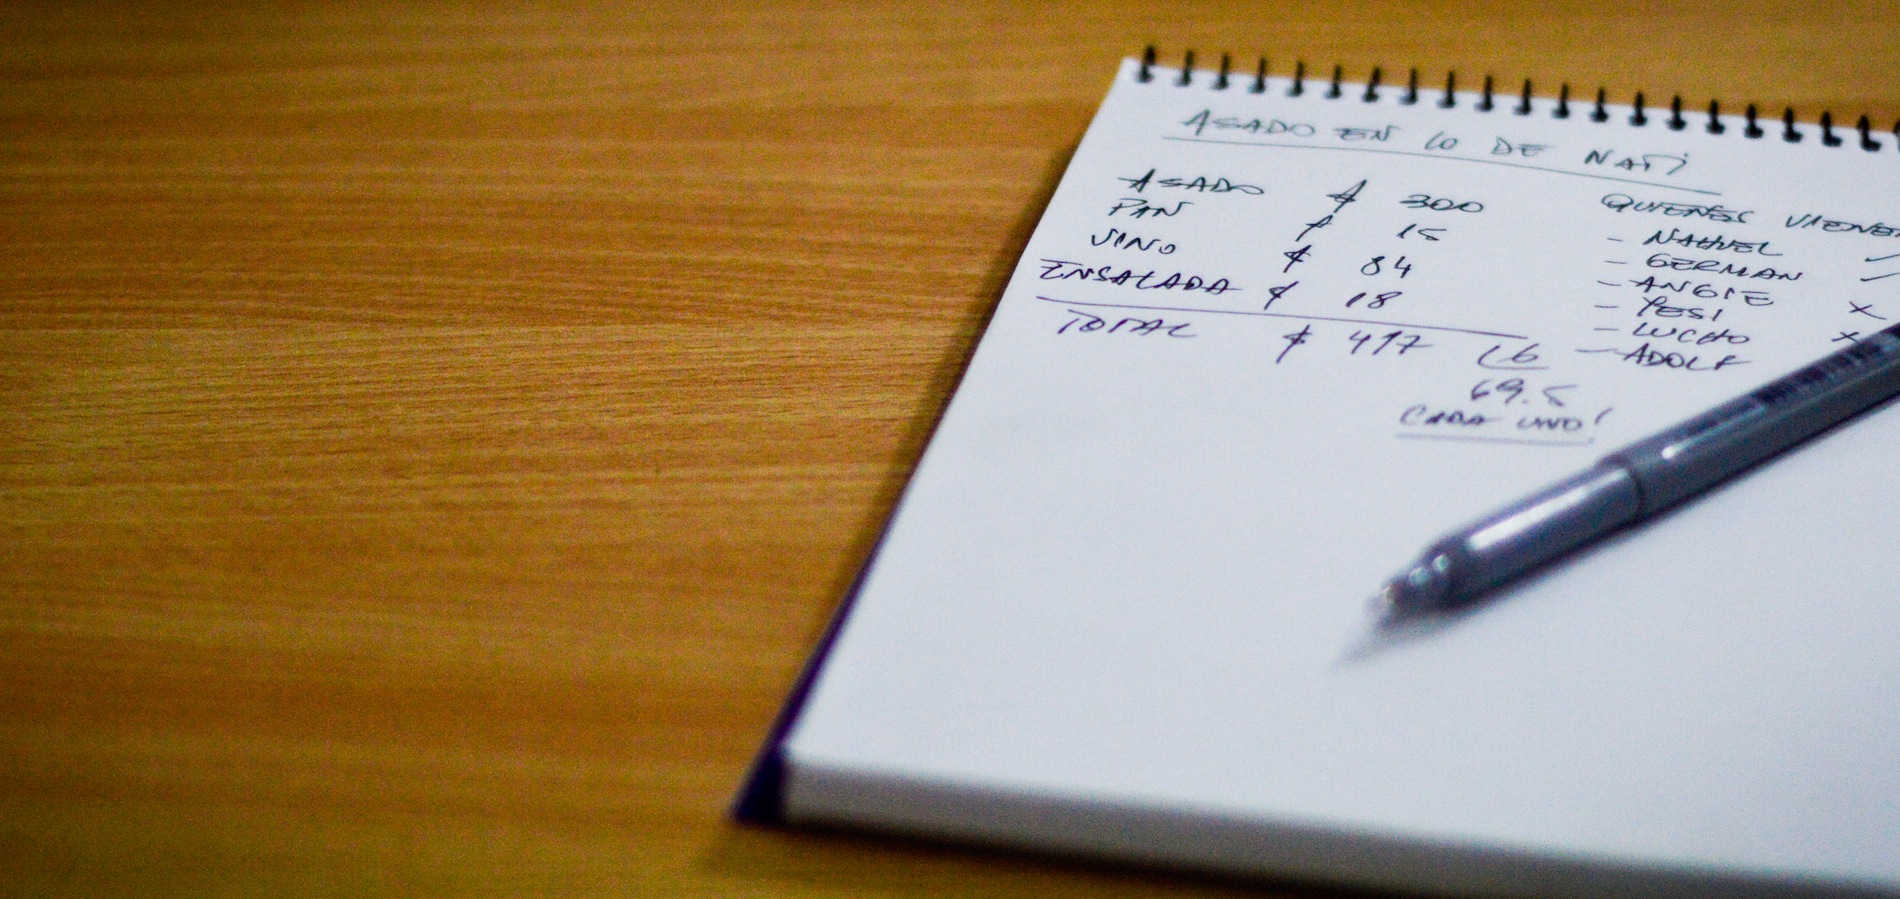 ASADO EN LO DE NATI
ASADO $ 300
PAN $ 15
VINO $ 84
ENSALADA $ 18
TOTAL $ 417 6
69.5
CADA UNO!
QUIENES VIENEN
- NAHUEL ✓
- GERMAN ✓
- ANGIE X
- YESI X
- LUCHO
- ADOLF